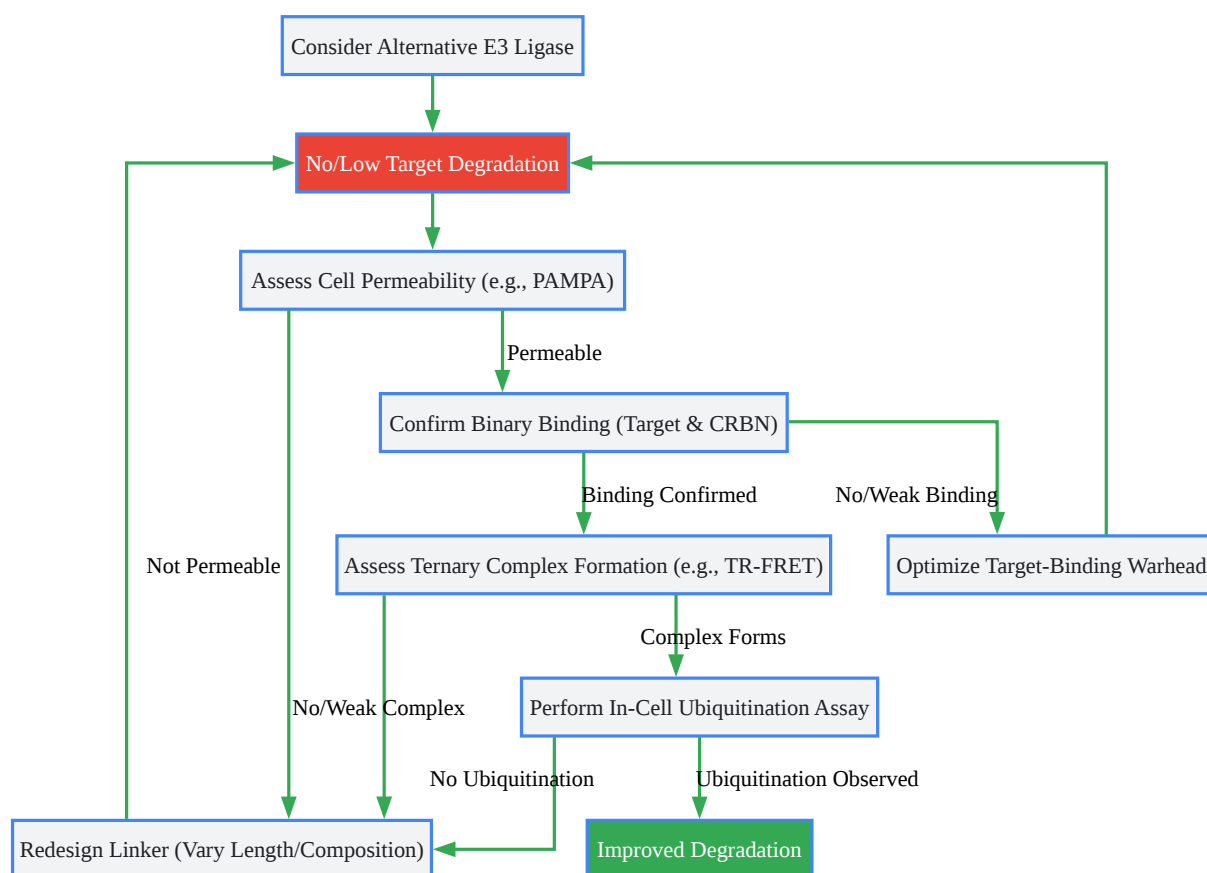 Consider Alternative E3 Ligase
No/Low Target Degradation
Assess Cell Permeability (e.g., PAMPA)
Permeable
Confirm Binary Binding (Target & CRBN)
Binding Confirmed
No/Weak Binding
Not Permeable
Assess Ternary Complex Formation (e.g., TR-FRET)
Optimize Target-Binding Warhead
Complex Forms
No/Weak Complex
Perform In-Cell Ubiquitination Assay
No Ubiquitination
Ubiquitination Observed
Redesign Linker (Vary Length/Composition)
Improved Degradation